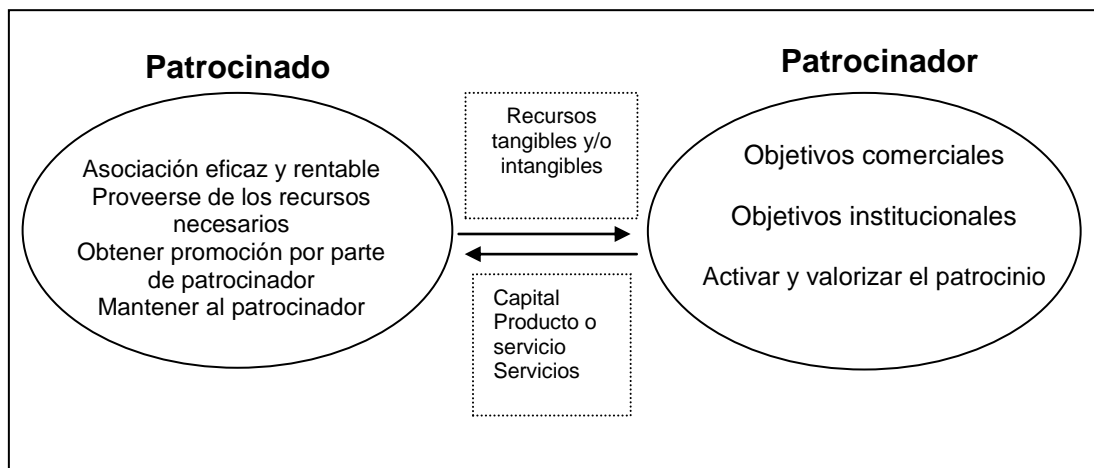 Patrocinado
Asociación eficaz y rentable
Proveerse de los recursos
necesarios
Obtener promoción por parte
de patrocinador
Mantener al patrocinador
Recursos
tangibles y/o
intangibles
Capital
Producto o
servicio
Servicios
Patrocinador
Objetivos comerciales
Objetivos institucionales
Activar y valorizar el patrocinio